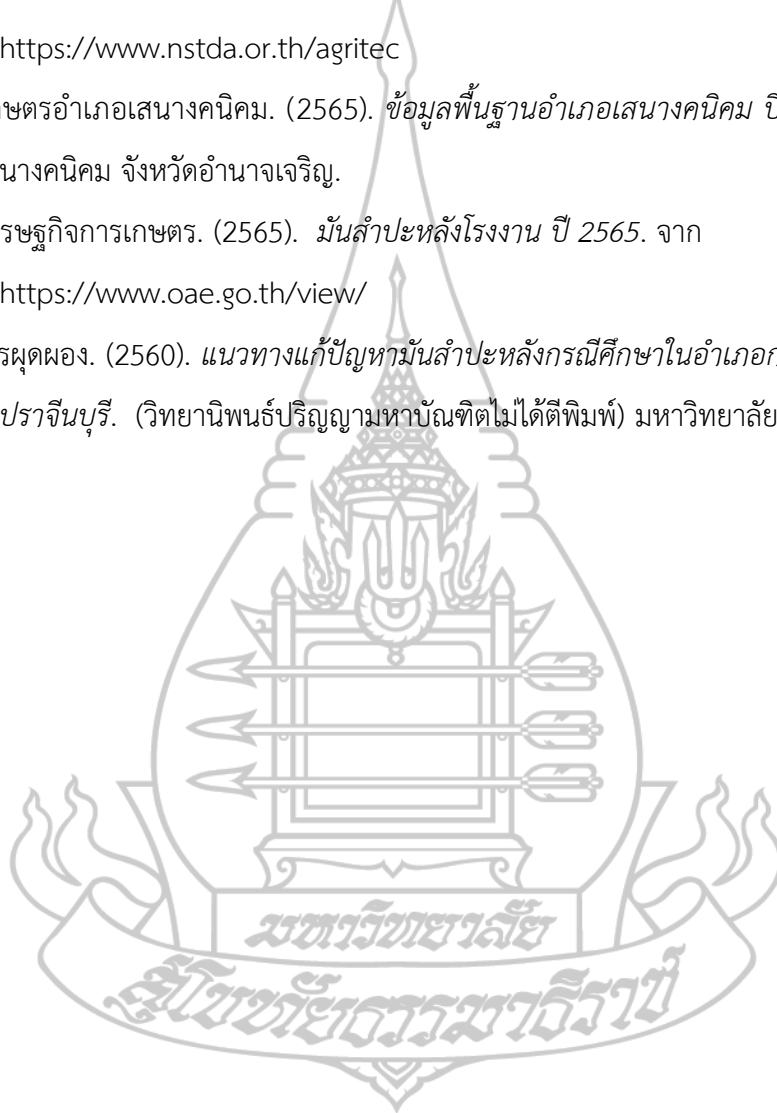 https://www.nstda.or.th/agritec
กษตรอำเภอเสนางคนิคม. (2565). ข้อมูลพื้นฐานอำเภอเสนางคนิคม ปี
นางคนิคม จังหวัดอำนาจเจริญ.
รษฐกิจการเกษตร. (2565). มันสำปะหลังโรงงาน ปี 2565. จาก
https://www.oae.go.th/view/
รผุดผอง. (2560). แนวทางแก้ปัญหามันสำปะหลังกรณีศึกษาในอำเภอก
ปราจีนบุรี. (วิทยานิพนธ์ปริญญามหาบัณฑิตไม่ได้ตีพิมพ์) มหาวิทยาลัย
มหาวิทยาลัย
สุโขทัยธรรมาธิราช